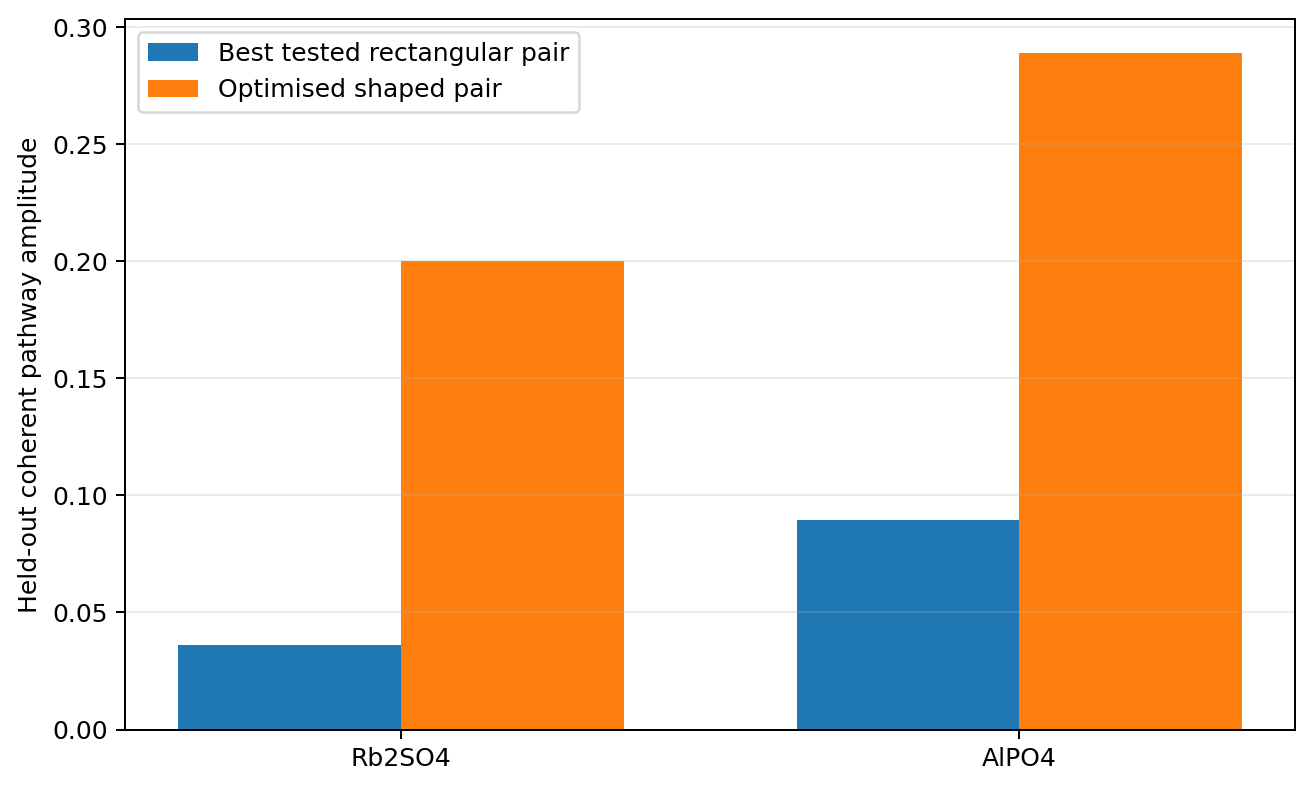 Best tested rectangular pair
Optimised shaped pair
Held-out coherent pathway amplitude
0.30
0.25
0.20
0.15
0.10
0.05
0.00
Rb2SO4
AlPO4